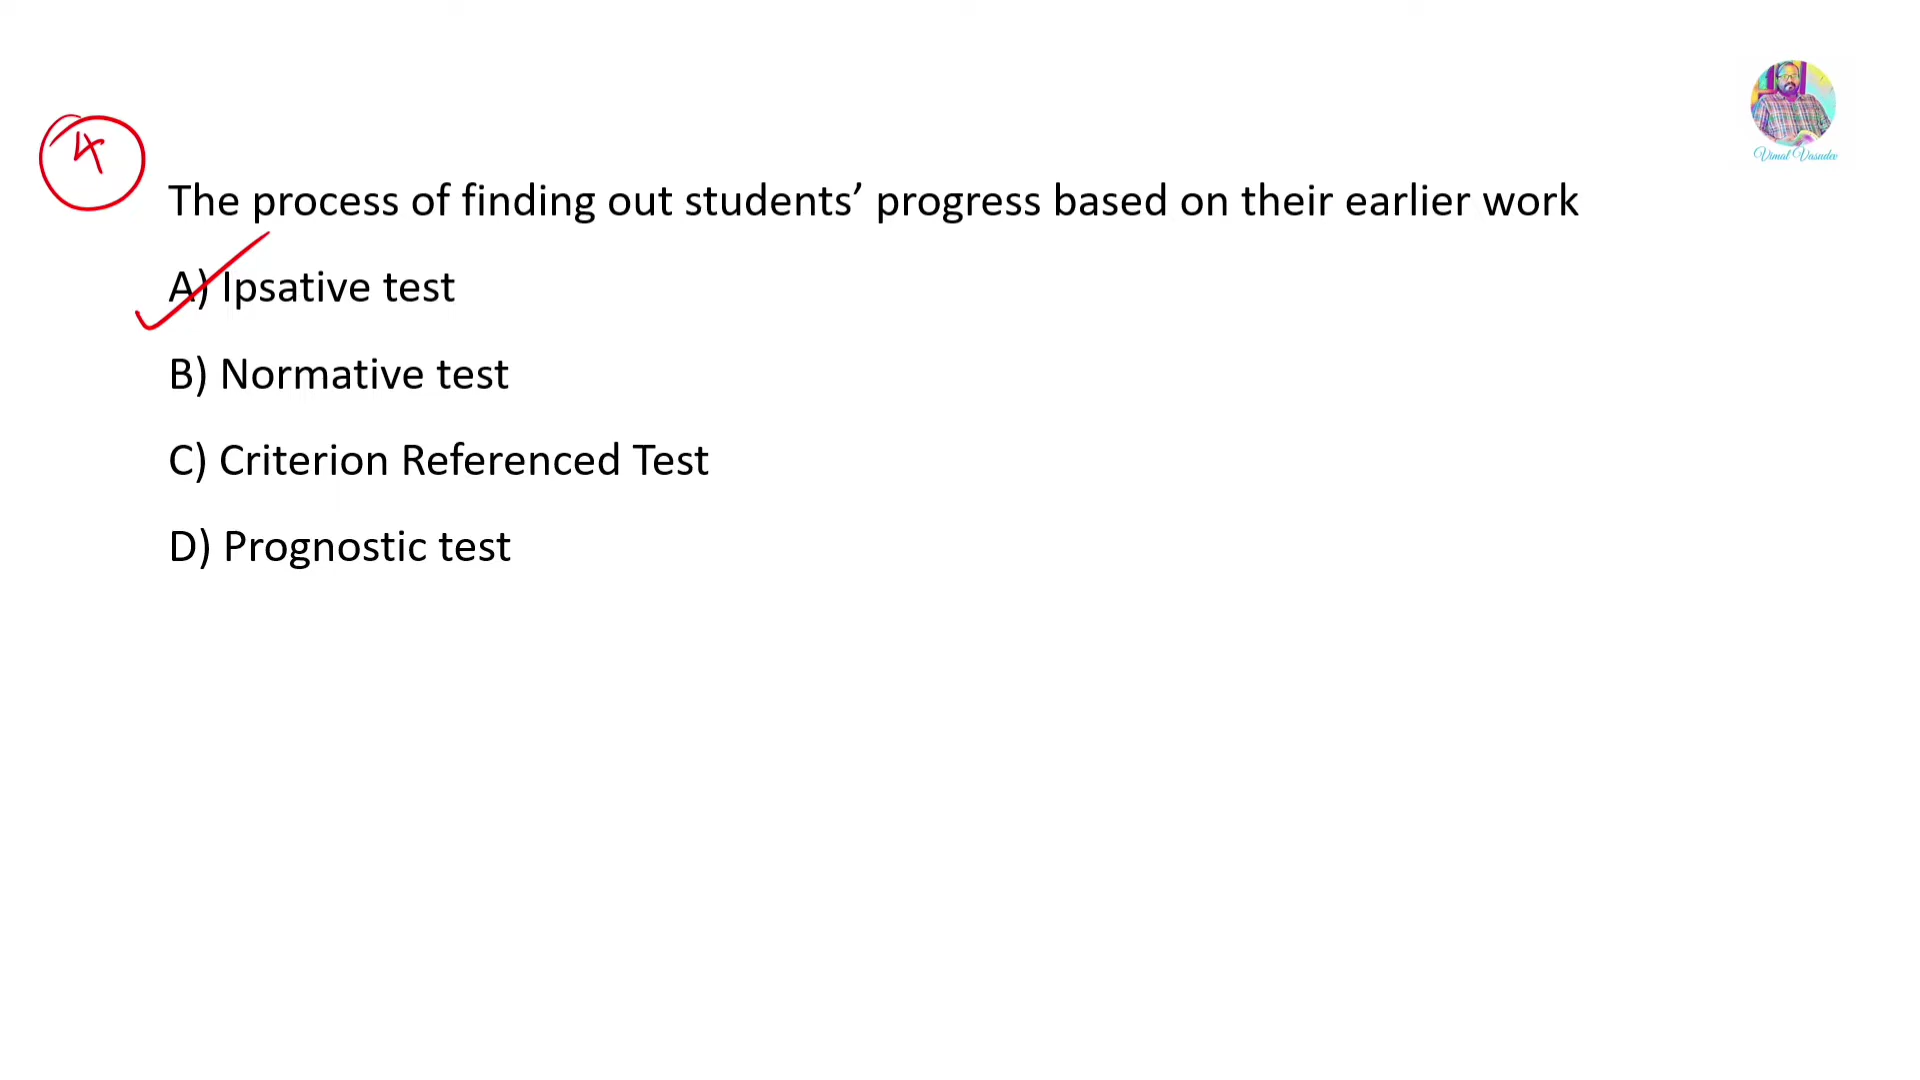 4
Vimal Vasudev
The process of finding out students’ progress based on their earlier work
A) Ipsative test
B) Normative test
C) Criterion Referenced Test
D) Prognostic test